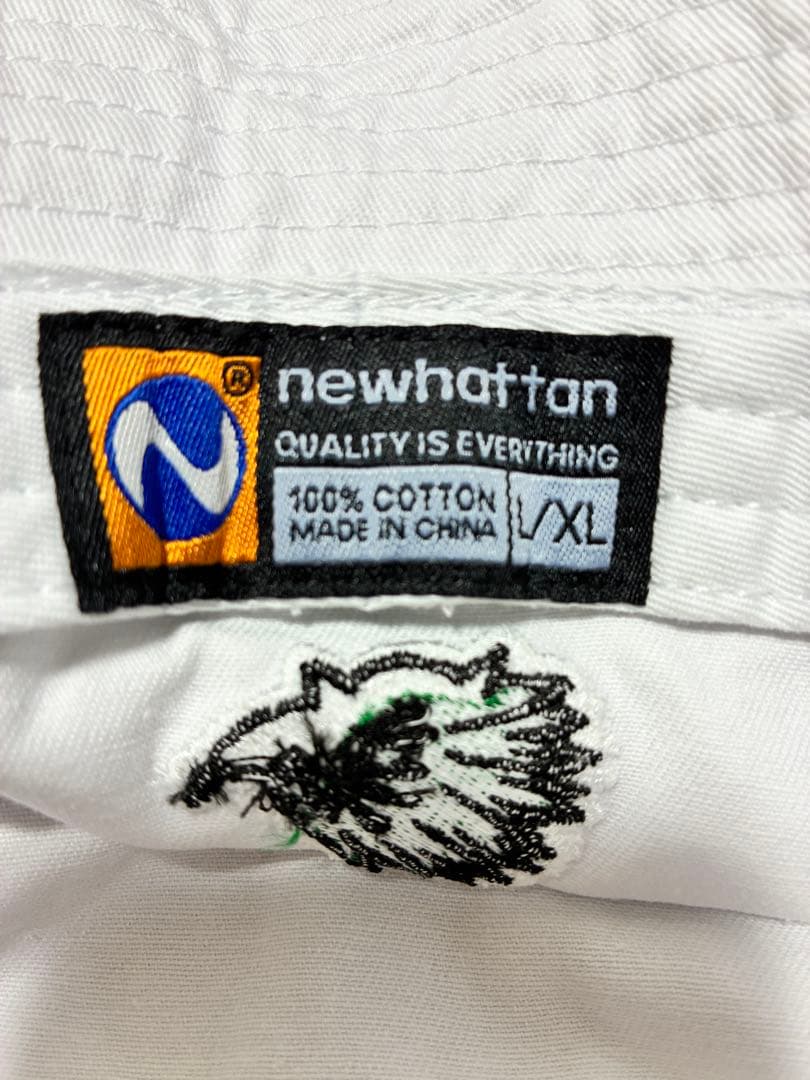 ®
newhattan
QUALITY IS EVERYTHING
100% COTTON
MADE IN CHINA
L/XL